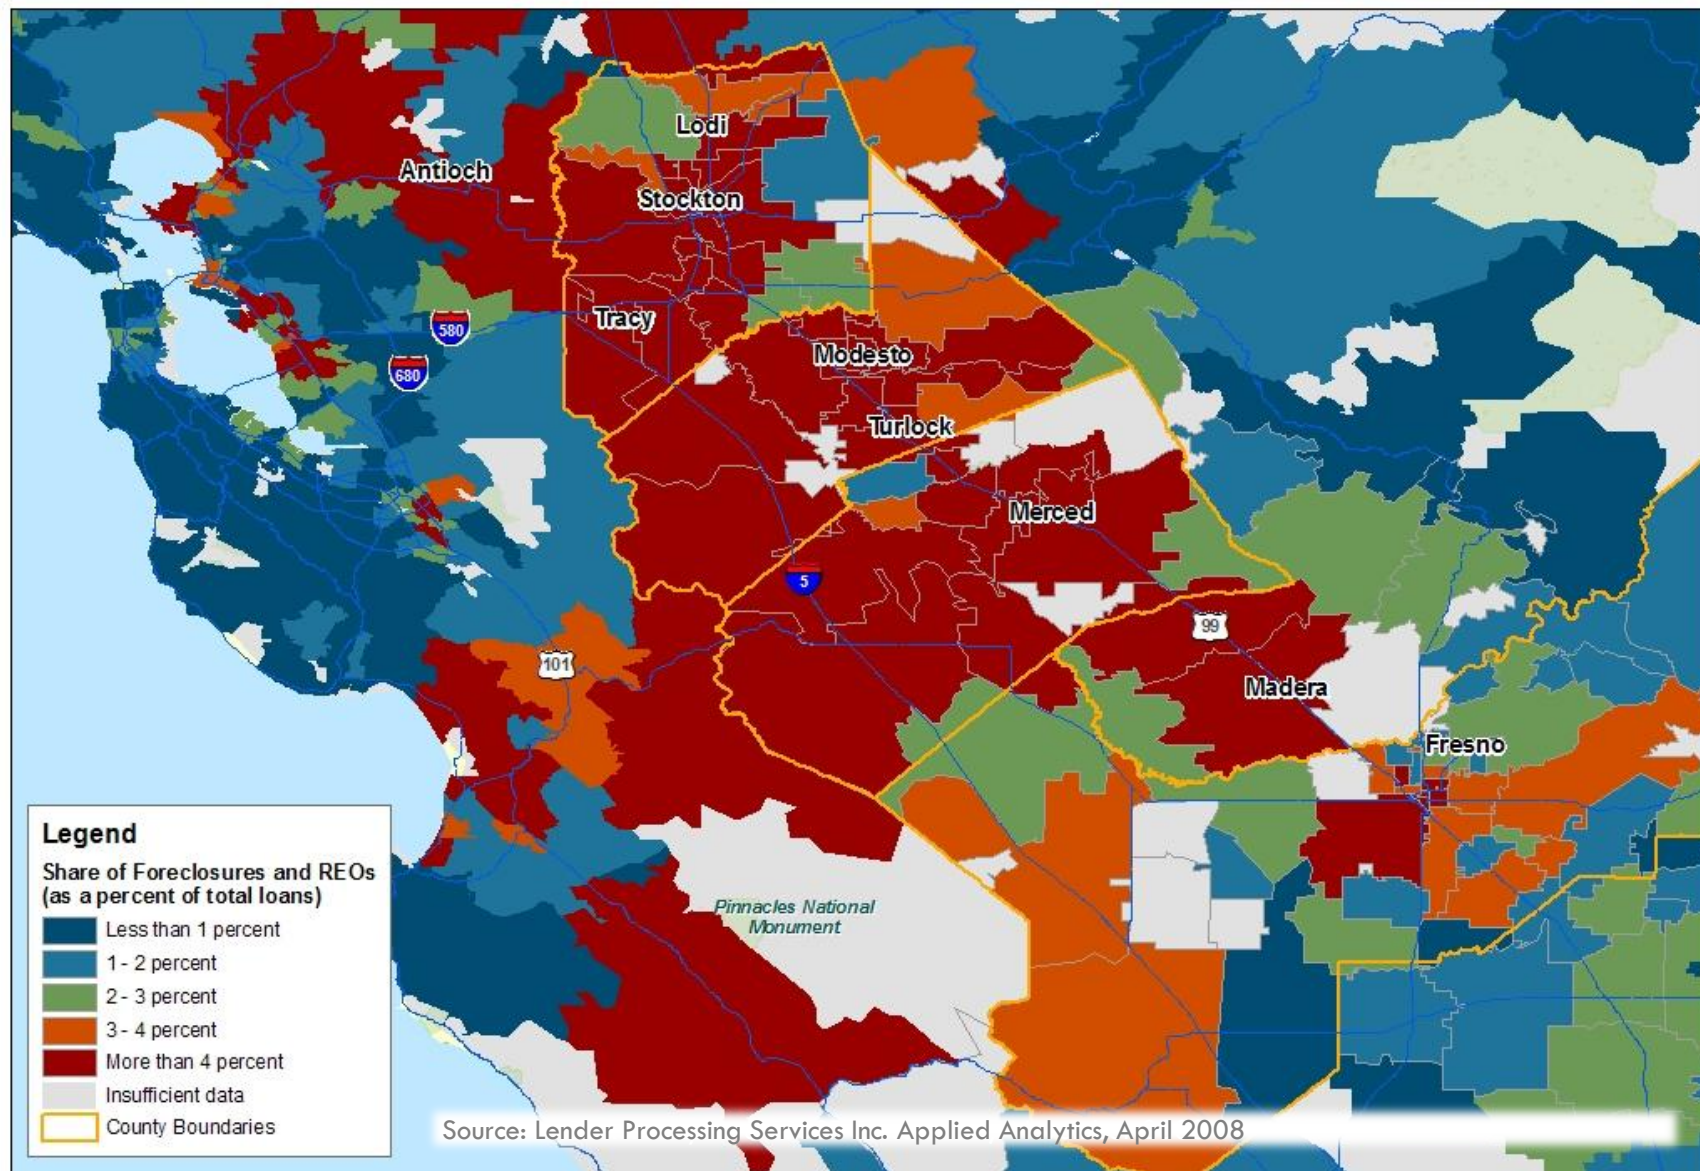 Lodi
Antioch
Stockton
Tracy
580
Modesto
680
Turlock
Merced
5
99
101
Madera
Fresno
Pinnacles National
Monument
Legend
Share of Foreclosures and REOs
(as a percent of total loans)
Less than 1 percent
1 - 2 percent
2 - 3 percent
3 - 4 percent
More than 4 percent
Insufficient data
County Boundaries
Source: Lender Processing Services Inc. Applied Analytics, April 2008